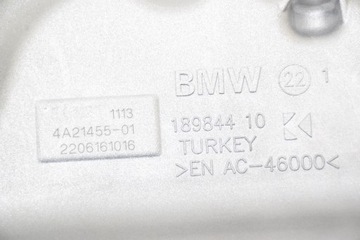 BMW 22 1
1113
4A21455-01
2206161016
189844 10
TURKEY
>EN AC-46000<